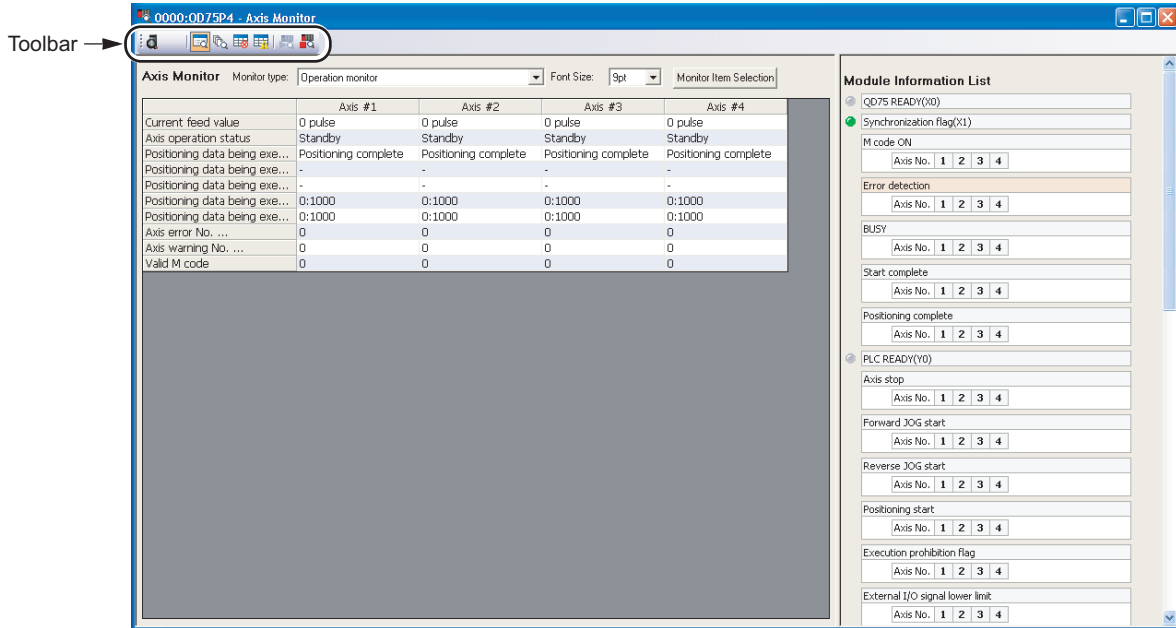 0000:QD75P4 - Axis Monitor
Toolbar
Axis Monitor Monitor type: Operation monitor Font Size: 9pt Monitor Item Selection
Axis #1 Axis #2 Axis #3 Axis #4
Current feed value 0 pulse 0 pulse 0 pulse 0 pulse
Axis operation status Standby Standby Standby Standby
Positioning data being exe... Positioning complete Positioning complete Positioning complete Positioning complete
Positioning data being exe... - - - -
Positioning data being exe... - - - -
Positioning data being exe... 0:1000 0:1000 0:1000 0:1000
Positioning data being exe... 0:1000 0:1000 0:1000 0:1000
Axis error No. ... 0 0 0 0
Axis warning No. ... 0 0 0 0
Valid M code 0 0 0 0
Module Information List
QD75 READY(X0)
Synchronization flag(X1)
M code ON
Axis No. 1 2 3 4
Error detection
Axis No. 1 2 3 4
BUSY
Axis No. 1 2 3 4
Start complete
Axis No. 1 2 3 4
Positioning complete
Axis No. 1 2 3 4
PLC READY(Y0)
Axis stop
Axis No. 1 2 3 4
Forward JOG start
Axis No. 1 2 3 4
Reverse JOG start
Axis No. 1 2 3 4
Positioning start
Axis No. 1 2 3 4
Execution prohibition flag
Axis No. 1 2 3 4
External I/O signal lower limit
Axis No. 1 2 3 4